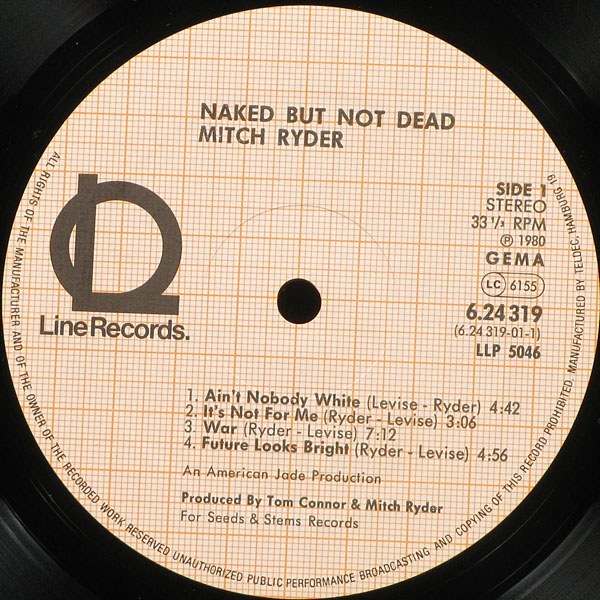 NAKED BUT NOT DEAD
MITCH RYDER
SIDE 1
STEREO
33 1/3 RPM
Ⓟ 1980
GEMA
LC 6155
6.24 319
(6.24 319-01-1)
LLP 5046
Line Records.
1. Ain't Nobody White (Levise - Ryder) 4:42
2. It's Not For Me (Ryder - Levise) 3:06
3. War (Ryder - Levise) 7:12
4. Future Looks Bright (Ryder - Levise) 4:56
An American Jade Production
Produced By Tom Connor & Mitch Ryder
For Seeds & Stems Records
ALL RIGHTS OF THE MANUFACTURER AND OF THE OWNER OF THE RECORDED WORK RESERVED UNAUTHORIZED PUBLIC PERFORMANCE BROADCASTING AND COPYING OF THIS RECORD PROHIBITED. MANUFACTURED BY TELDEC, HAMBURG 19